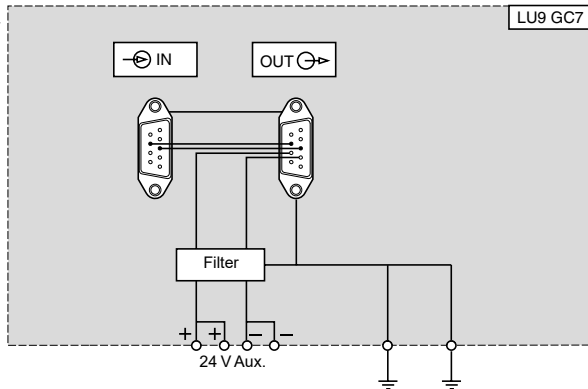 LU9 GC7
IN
OUT
Filter
+ + – –
24 V Aux.